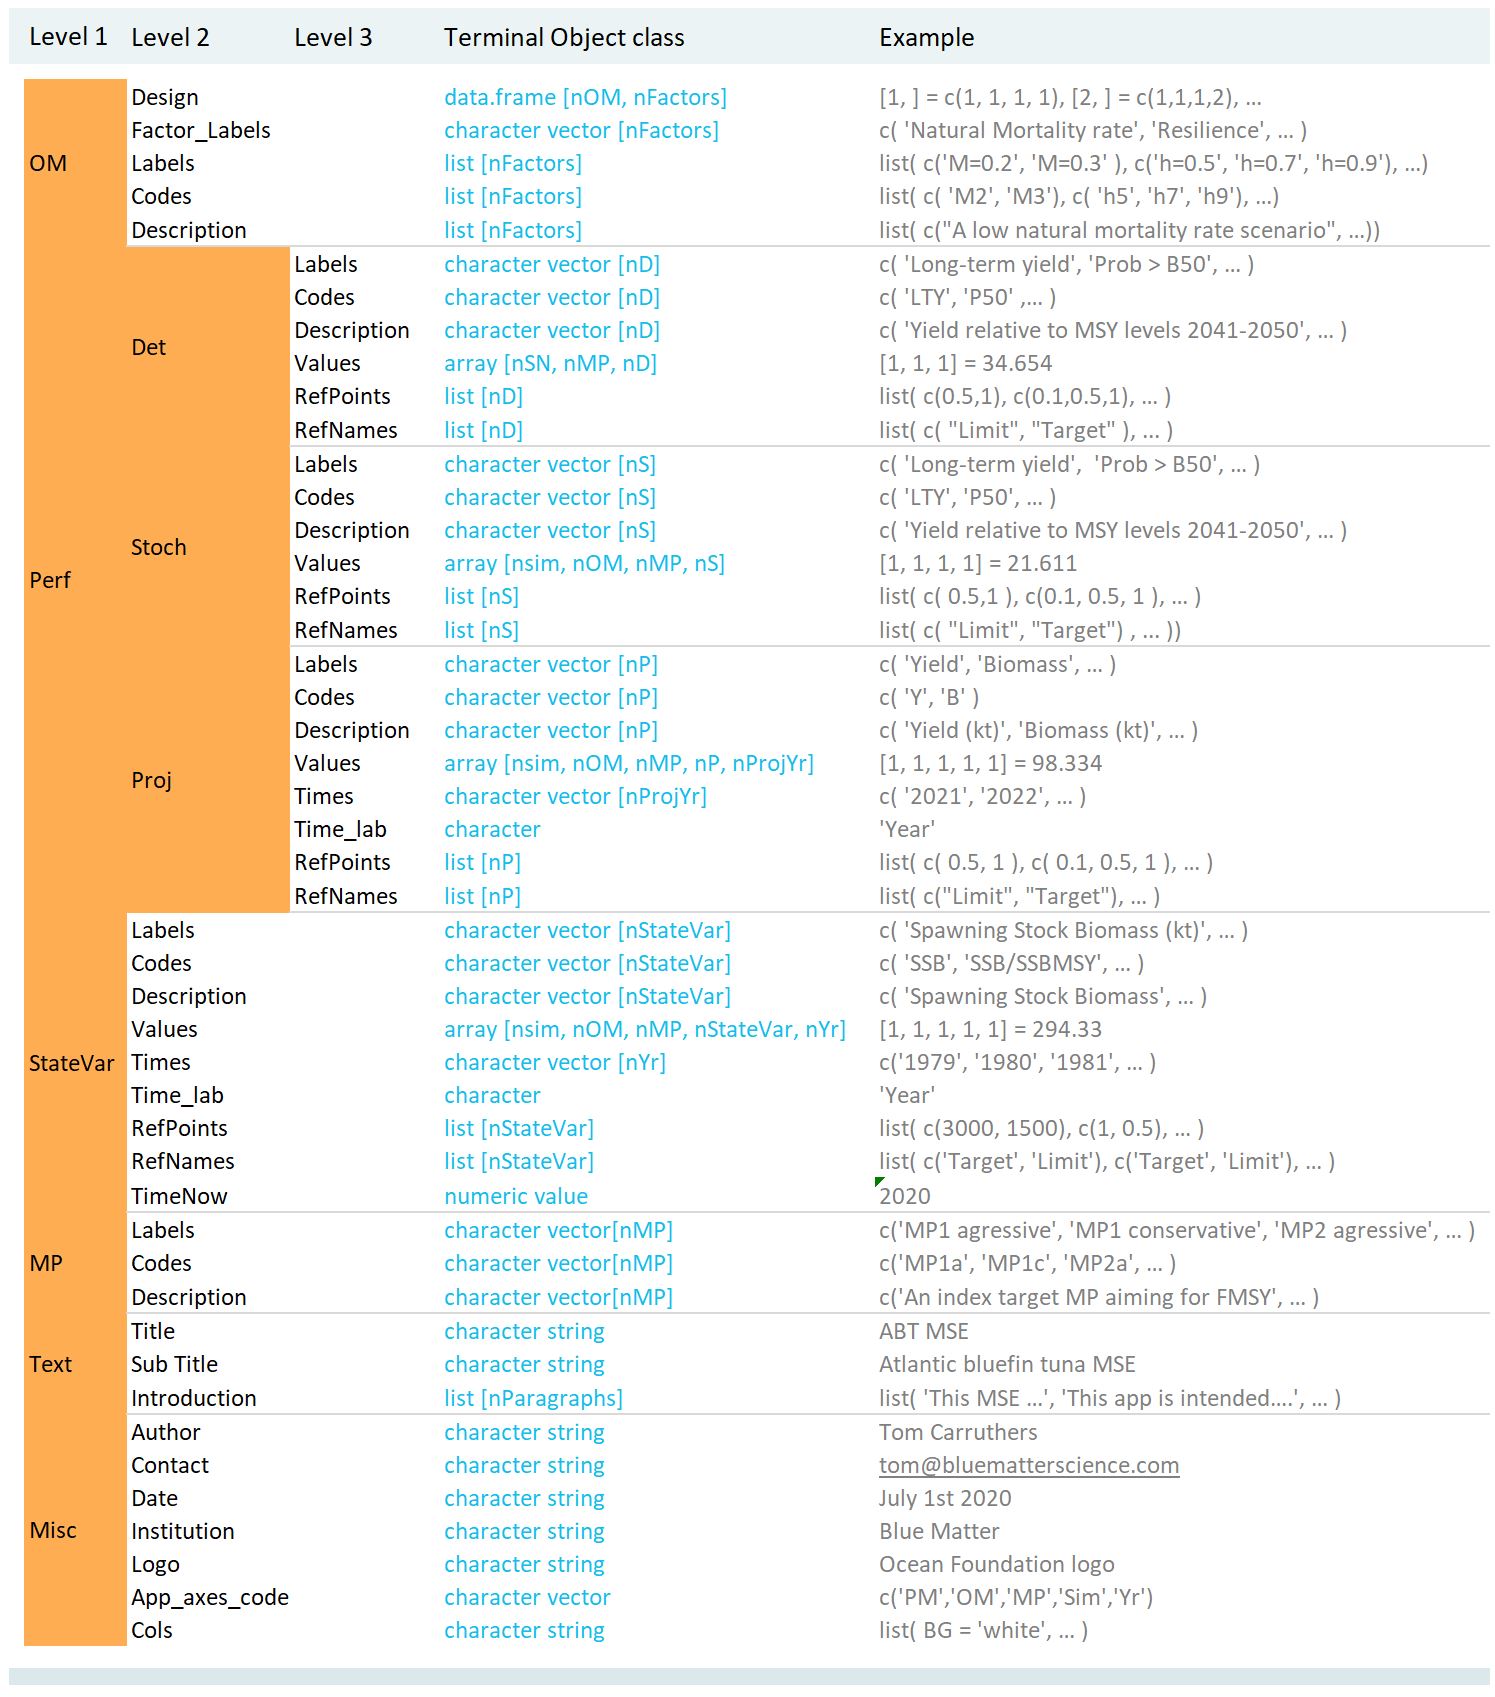 Level 1 Level 2 Level 3 Terminal Object class Example
Design data.frame [nOM, nFactors] [1, ] = c(1, 1, 1, 1), [2, ] = c(1,1,1,2), ...
Factor_Labels character vector [nFactors] c( 'Natural Mortality rate', 'Resilience', ... )
OM Labels list [nFactors] list( c('M=0.2', 'M=0.3' ), c('h=0.5', 'h=0.7', 'h=0.9'), ...)
Codes list [nFactors] list( c( 'M2', 'M3'), c( 'h5', 'h7', 'h9'), ...)
Description list [nFactors] list( c("A low natural mortality rate scenario", ...))
Labels character vector [nD] c( 'Long-term yield', 'Prob > B50', ... )
Codes character vector [nD] c( 'LTY', 'P50' ,... )
Description character vector [nD] c( 'Yield relative to MSY levels 2041-2050', ... )
Det
Values array [nSN, nMP, nD] [1, 1, 1] = 34.654
RefPoints list [nD] list( c(0.5,1), c(0.1,0.5,1), ... )
RefNames list [nD] list( c( "Limit", "Target" ), ... )
Labels character vector [nS] c( 'Long-term yield',  'Prob > B50', ... )
Codes character vector [nS] c( 'LTY', 'P50', ... )
Description character vector [nS] c( 'Yield relative to MSY levels 2041-2050', ... )
Stoch
Values array [nsim, nOM, nMP, nS] [1, 1, 1, 1] = 21.611
Perf
RefPoints list [nS] list( c( 0.5,1 ), c(0.1, 0.5, 1 ), ... )
RefNames list [nS] list( c( "Limit", "Target") , ... ))
Labels character vector [nP] c( 'Yield', 'Biomass', ... )
Codes character vector [nP] c( 'Y', 'B' )
Description character vector [nP] c( 'Yield (kt)', 'Biomass (kt)', ... )
Values array [nsim, nOM, nMP, nP, nProjYr] [1, 1, 1, 1, 1] = 98.334
Proj
Times character vector [nProjYr] c( '2021', '2022', ... )
Time_lab character 'Year'
RefPoints list [nP] list( c( 0.5, 1 ), c( 0.1, 0.5, 1 ), ... )
RefNames list [nP] list( c("Limit", "Target"), ... )
Labels character vector [nStateVar] c( 'Spawning Stock Biomass (kt)', ... )
Codes character vector [nStateVar] c( 'SSB', 'SSB/SSBMSY', ... )
Description character vector [nStateVar] c( 'Spawning Stock Biomass', ... )
Values array [nsim, nOM, nMP, nStateVar, nYr] [1, 1, 1, 1, 1] = 294.33
StateVar Times character vector [nYr] c('1979', '1980', '1981', ... )
Time_lab character 'Year'
RefPoints list [nStateVar] list( c(3000, 1500), c(1, 0.5), ... )
RefNames list [nStateVar] list( c('Target', 'Limit'), c('Target', 'Limit'), ... )
TimeNow numeric value 2020
Labels character vector[nMP] c('MP1 agressive', 'MP1 conservative', 'MP2 agressive', ... )
MP Codes character vector[nMP] c('MP1a', 'MP1c', 'MP2a', ... )
Description character vector[nMP] c('An index target MP aiming for FMSY', ... )
Title character string ABT MSE
Text Sub Title character string Atlantic bluefin tuna MSE
Introduction list [nParagraphs] list( 'This MSE ...', 'This app is intended....', ... )
Author character string Tom Carruthers
Contact character string tom@bluematterscience.com
Date character string July 1st 2020
Misc Institution character string Blue Matter
Logo character string Ocean Foundation logo
App_axes_code character vector c('PM','OM','MP','Sim','Yr')
Cols character string list( BG = 'white', ... )